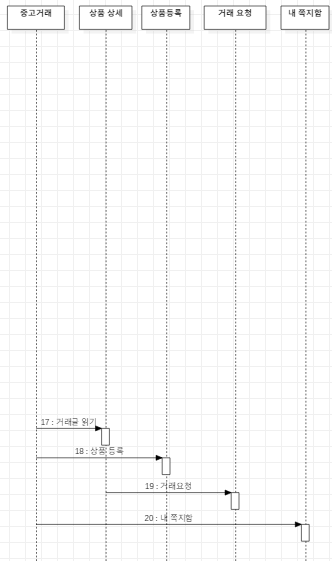 중고거래
상품 상세
상품등록
거래 요청
내 쪽지함
17 : 거래글 읽기
18 : 상품 등록
19 : 거래요청
20 : 내 쪽지함